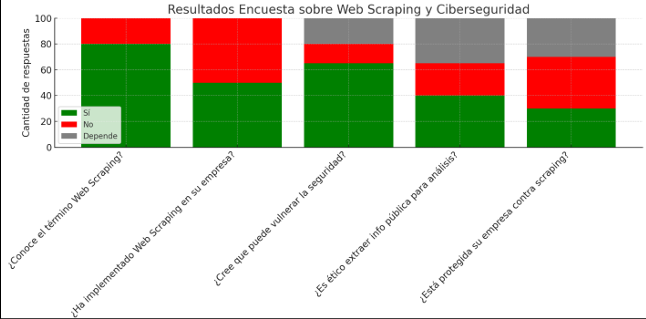 Resultados Encuesta sobre Web Scraping y Ciberseguridad
Cantidad de respuestas
100
80
60
40
20
0
Sí
No
Depende
¿Conoce el término Web Scraping?
¿Ha implementado Web Scraping en su empresa?
¿Cree que puede vulnerar la seguridad?
¿Es ético extraer info pública para análisis?
¿Está protegida su empresa contra scraping?